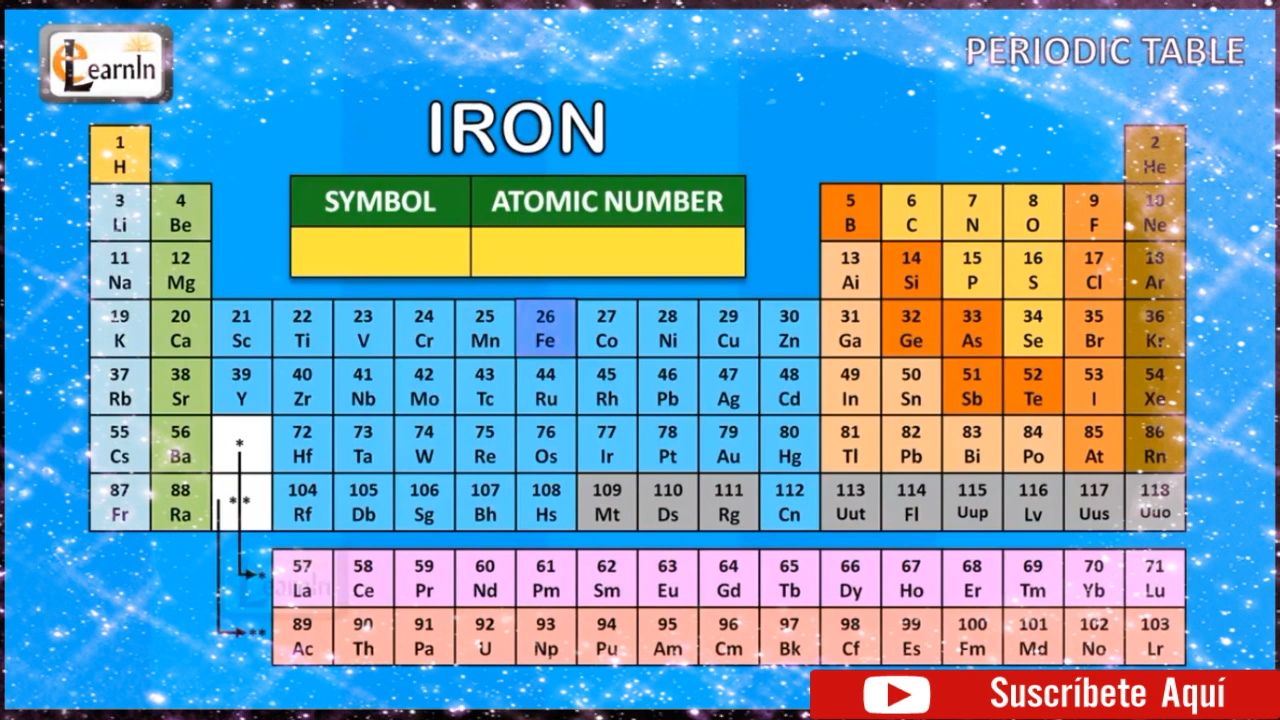 eLearnIn
PERIODIC TABLE
IRON
SYMBOL ATOMIC NUMBER
1 2
H He
3 4 5 6 7 8 9 10
Li Be B C N O F Ne
11 12 13 14 15 16 17 18
Na Mg Ai Si P S Cl Ar
19 20 21 22 23 24 25 26 27 28 29 30 31 32 33 34 35 36
K Ca Sc Ti V Cr Mn Fe Co Ni Cu Zn Ga Ge As Se Br Kr
37 38 39 40 41 42 43 44 45 46 47 48 49 50 51 52 53 54
Rb Sr Y Zr Nb Mo Tc Ru Rh Pb Ag Cd In Sn Sb Te I Xe
55 56 * 72 73 74 75 76 77 78 79 80 81 82 83 84 85 86
Cs Ba Hf Ta W Re Os Ir Pt Au Hg Tl Pb Bi Po At Rn
87 88 ** 104 105 106 107 108 109 110 111 112 113 114 115 116 117 118
Fr Ra Rf Db Sg Bh Hs Mt Ds Rg Cn Uut Fl Uup Lv Uus Uuo
57 58 59 60 61 62 63 64 65 66 67 68 69 70 71
* La Ce Pr Nd Pm Sm Eu Gd Tb Dy Ho Er Tm Yb Lu
89 90 91 92 93 94 95 96 97 98 99 100 101 102 103
** Ac Th Pa U Np Pu Am Cm Bk Cf Es Fm Md No Lr
Suscríbete Aquí